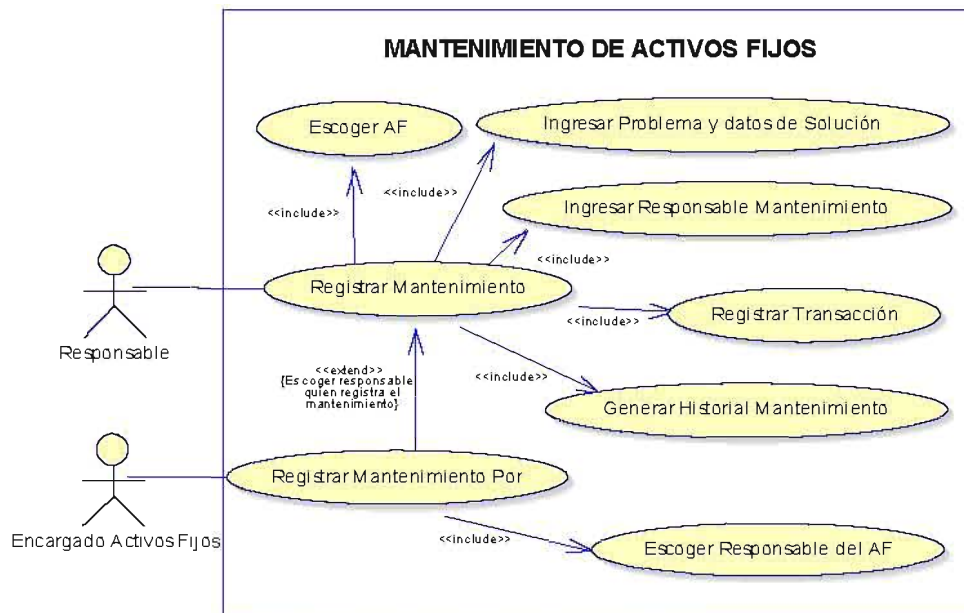 MANTENIMIENTO DE ACTIVOS FIJOS
Escoger AF
Ingresar Problema y datos de Solución
<<include>>
<<include>>
Ingresar Responsable Mantenimiento
<<include>>
Registrar Mantenimiento
Responsable
Registrar Transacción
<<include>>
<<extend>>
{Escoger responsable
quien registra el
mantenimiento}
<<include>>
Generar Historial Mantenimiento
Registrar Mantenimiento Por
Encargado Activos Fijos
<<include>>
Escoger Responsable del AF